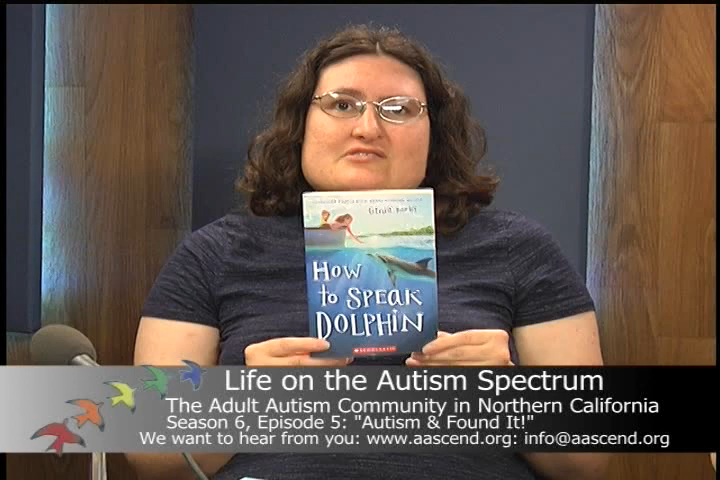 HOW
TO SPEAK
DOLPHIN
SCHOLASTIC
Life on the Autism Spectrum
The Adult Autism Community in Northern California
Season 6, Episode 5: "Autism & Found It!"
We want to hear from you: www.aascend.org: info@aascend.org